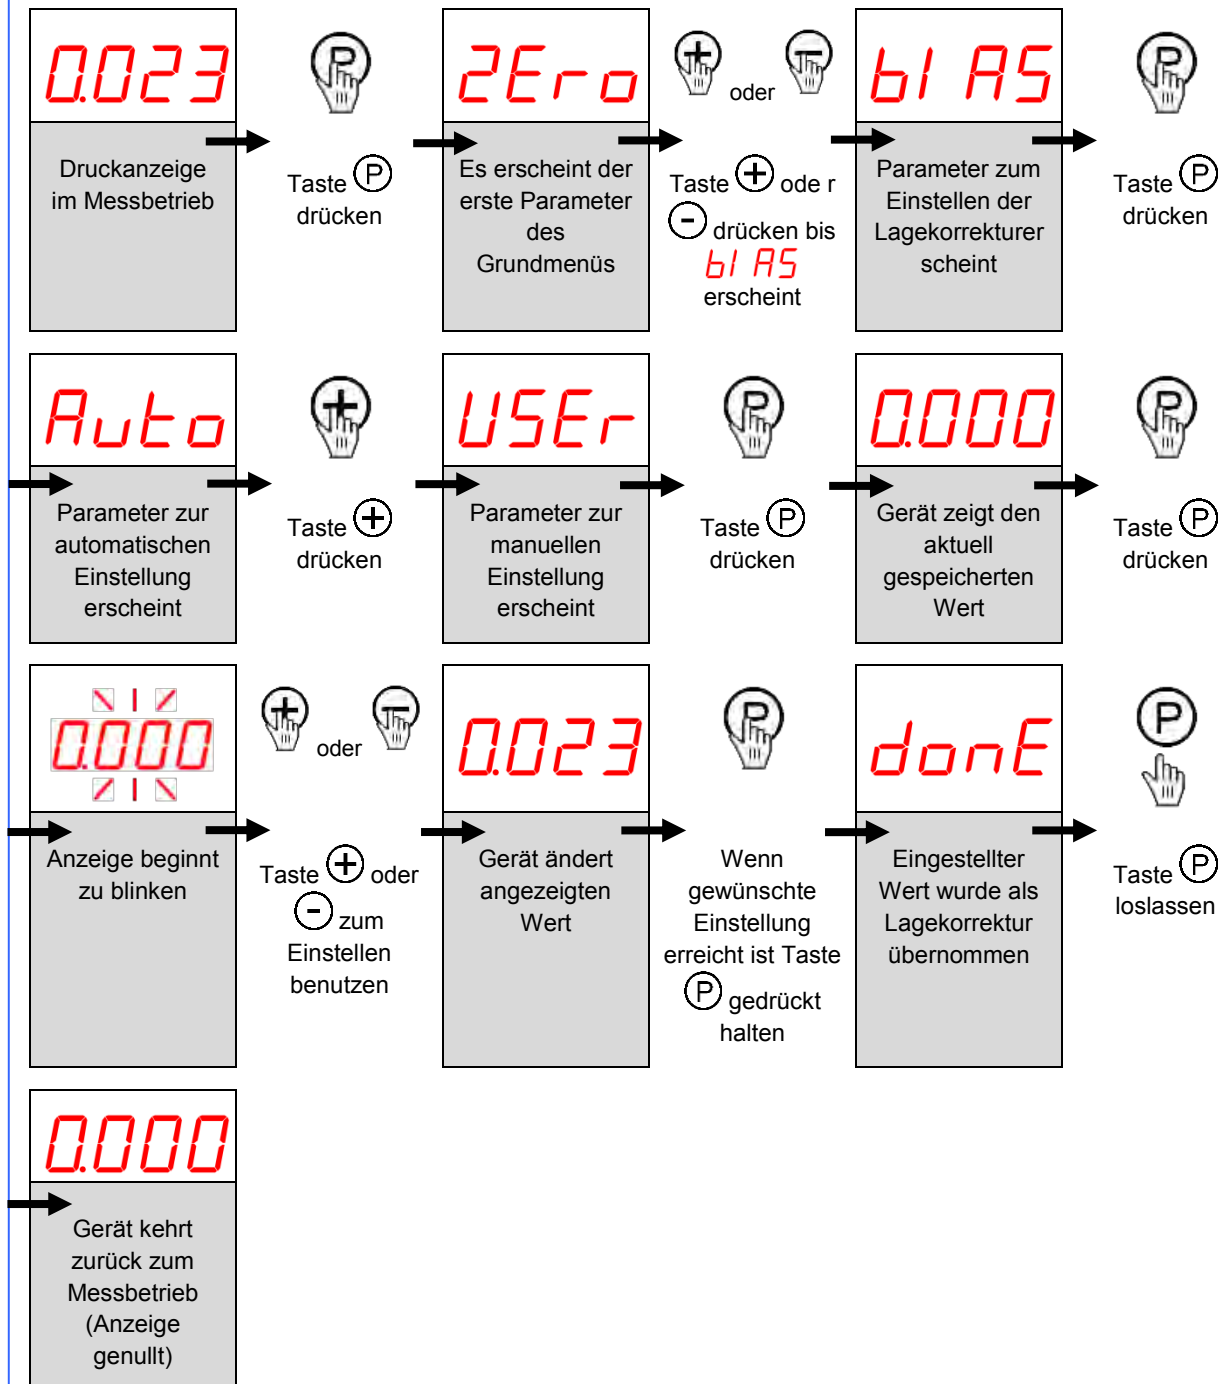 0.023
Druckanzeige
im Messbetrieb
P
Taste P
drücken
2Ero
Es erscheint der
erste Parameter
des
Grundmenüs
+ oder -
Taste + ode r
- drücken bis
bI AS
erscheint
bI AS
Parameter zum
Einstellen der
Lagekorrekturer
scheint
P
Taste P
drücken
Auto
Parameter zur
automatischen
Einstellung
erscheint
+
Taste +
drücken
USEr
Parameter zur
manuellen
Einstellung
erscheint
P
Taste P
drücken
0.000
Gerät zeigt den
aktuell
gespeicherten
Wert
P
Taste P
drücken
0.000
Anzeige beginnt
zu blinken
+ oder -
Taste + oder
- zum
Einstellen
benutzen
0.023
Gerät ändert
angezeigten
Wert
P
Wenn
gewünschte
Einstellung
erreicht ist Taste
P gedrückt
halten
donE
Eingestellter
Wert wurde als
Lagekorrektur
übernommen
P
Taste P
loslassen
0.000
Gerät kehrt
zurück zum
Messbetrieb
(Anzeige
genullt)